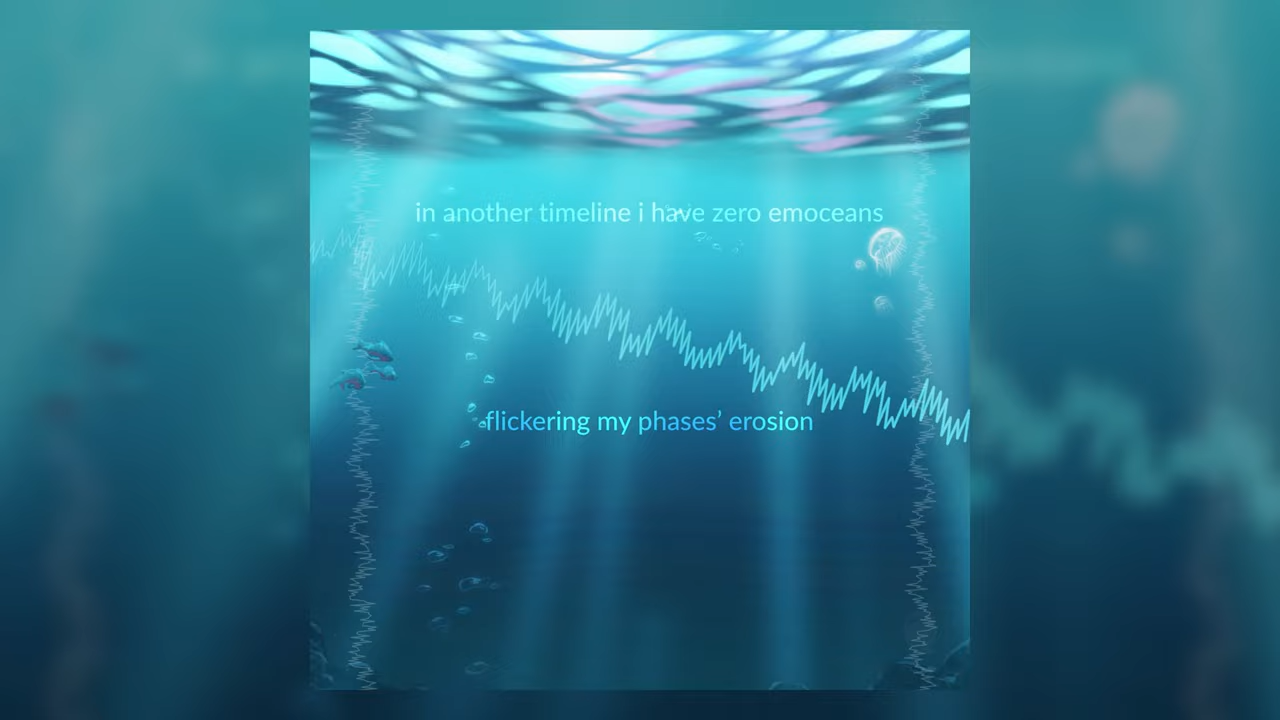 in another timeline i have zero emoceans
flickering my phases’ erosion